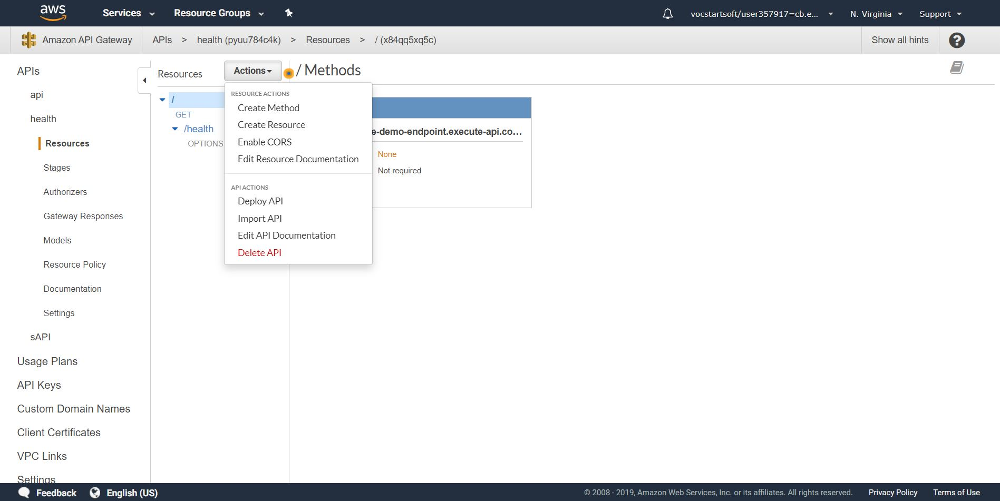 aws Services Resource Groups vocstartsoft/user357917=cb.e... N. Virginia Support
Amazon API Gateway APIs > health (pyuu784c4k) > Resources > / (x84qq5xq5c) Show all hints ?
APIs
api
health
Resources
Stages
Authorizers
Gateway Responses
Models
Resource Policy
Documentation
Settings
sAPI
Usage Plans
API Keys
Custom Domain Names
Client Certificates
VPC Links
Settings
Resources
Actions
/
GET
/health
OPTIONS
RESOURCE ACTIONS
Create Method
Create Resource
Enable CORS
Edit Resource Documentation
API ACTIONS
Deploy API
Import API
Edit API Documentation
Delete API
/ Methods
e-demo-endpoint.execute-api.co...
None
Not required
Feedback English (US) © 2008 - 2019, Amazon Web Services, Inc. or its affiliates. All rights reserved. Privacy Policy Terms of Use